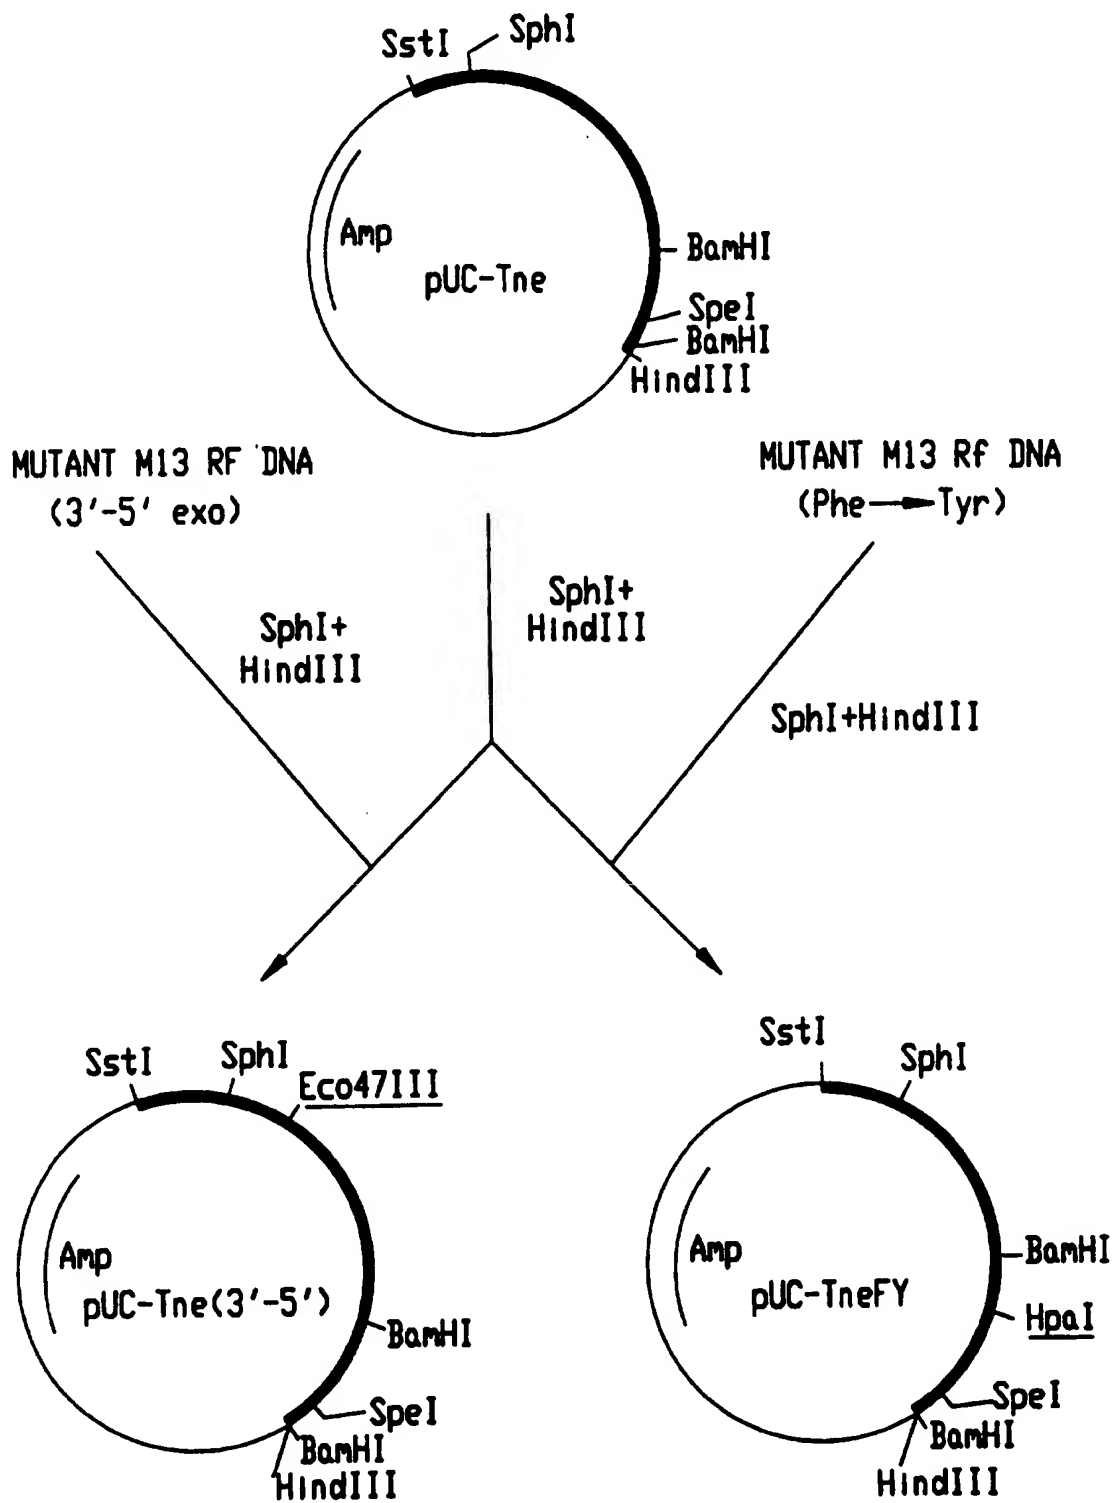 SstI
SphI
Amp
pUC-Tne
BamHI
SpeI
BamHI
HindIII
MUTANT M13 RF DNA
(3'-5' exo)
MUTANT M13 Rf DNA
(Phe→Tyr)
SphI+
HindIII
SphI+
HindIII
SphI+HindIII
SstI
SphI
Eco47III
Amp
pUC-Tne(3'-5')
BamHI
SpeI
BamHI
HindIII
SstI
SphI
Amp
pUC-TneFY
BamHI
HpaI
SpeI
BamHI
HindIII